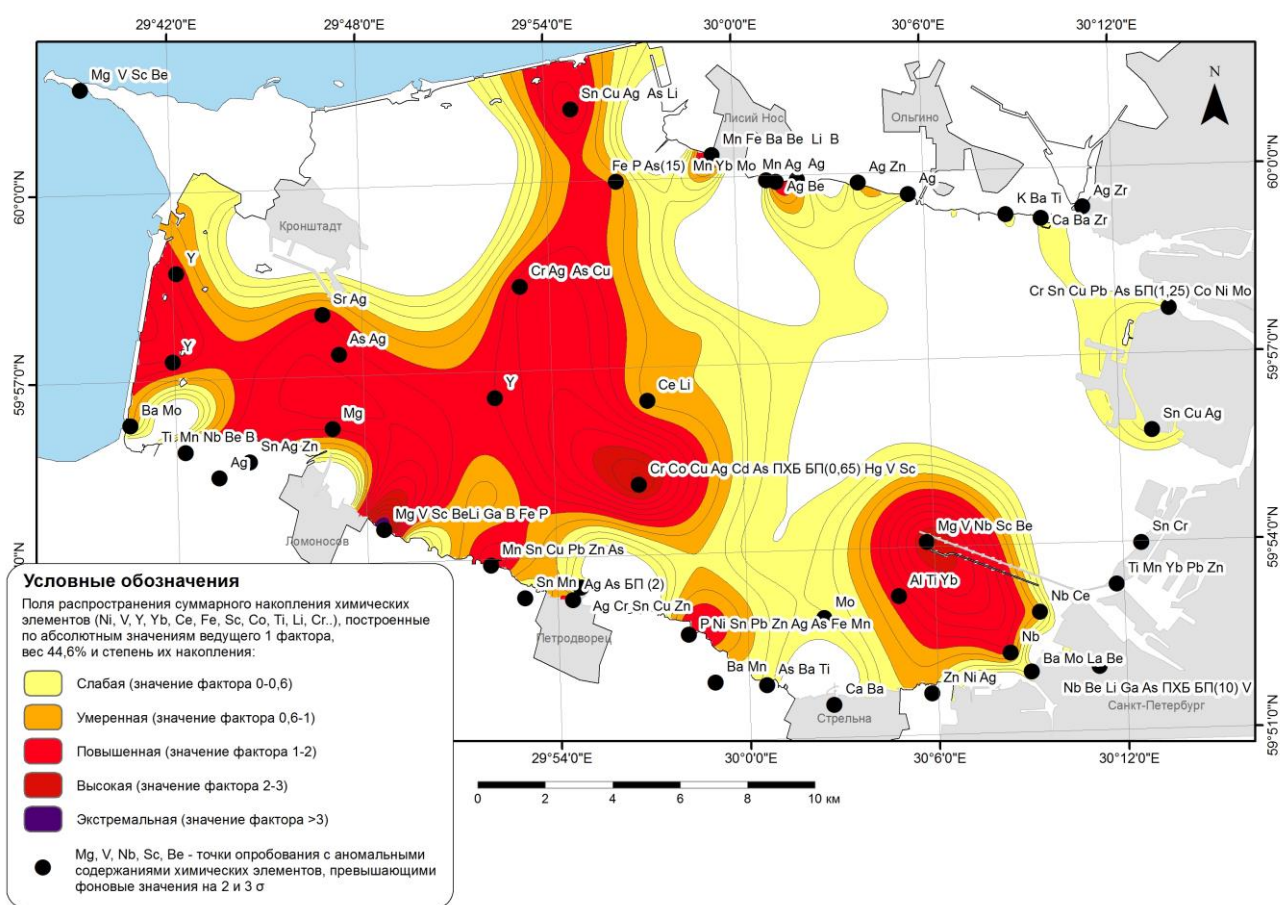 29°42'0"E
29°48'0"E
29°54'0"E
30°0'0"E
30°6'0"E
30°12'0"E
Mg V Sc Be
N
Sn Cu Ag As Li
Лисий Нос
Ольгино
Mn Fe Ba Be Li B
Fe P As(15) Mn Yb Mo
Mn Ag Ag
Ag Be
Ag Zn
Ag
K Ba Ti
Ag Zr
Ca Ba Zr
60°0'0"N
60°0'0"N
Кронштадт
Y
Cr Ag As Cu
Sr Ag
Cr Sn Cu Pb As БП(1,25) Co Ni Mo
As Ag
Y
59°57'0"N
59°57'0"N
Y
Ce Li
Ba Mo
Mg
Sn Cu Ag
Ti Mn Nb Be B
Sn Ag Zn
Ag
Cr Co Cu Ag Cd As ПХБ БП(0,65) Hg V Sc
Mg V Sc BeLi Ga B Fe P
Ломоносов
Mg V Nb Sc Be
Sn Cr
59°54'0"N
Mn Sn Cu Pb Zn As
Ti Mn Yb Pb Zn
Sn Mn
Ag As БП (2)
Al Ti Yb
Ag Cr Sn Cu Zn
Nb Ce
Mo
Петродворец
P Ni Sn Pb Zn Ag As Fe Mn
Nb
Ba Mn
As Ba Ti
Ba Mo La Be
Zn Ni Ag
Nb Be Li Ga As ПХБ БП(10) V
Ca Ba
Санкт-Петербург
Стрельна
59°51'0"N
29°54'0"E
30°0'0"E
30°6'0"E
30°12'0"E
0 2 4 6 8 10 км
Условные обозначения
Поля распространения суммарного накопления химических
элементов (Ni, V, Y, Yb, Ce, Fe, Sc, Co, Ti, Li, Cr..), построенные
по абсолютным значениям ведущего 1 фактора,
вес 44,6% и степень их накопления:
Слабая (значение фактора 0-0,6)
Умеренная (значение фактора 0,6-1)
Повышенная (значение фактора 1-2)
Высокая (значение фактора 2-3)
Экстремальная (значение фактора >3)
Mg, V, Nb, Sc, Be - точки опробования с аномальными
содержаниями химических элементов, превышающими
фоновые значения на 2 и 3 σ